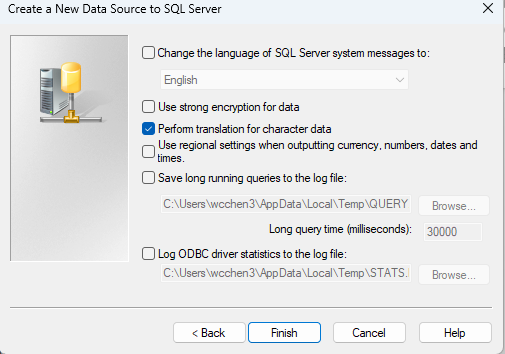 Create a New Data Source to SQL Server
Change the language of SQL Server system messages to:
English
Use strong encryption for data
Perform translation for character data
Use regional settings when outputting currency, numbers, dates and
times.
Save long running queries to the log file:
C:\Users\wcchen3\AppData\Local\Temp\QUERY
Browse...
Long query time (milliseconds):
30000
Log ODBC driver statistics to the log file:
C:\Users\wcchen3\AppData\Local\Temp\STATS.
Browse...
< Back
Finish
Cancel
Help